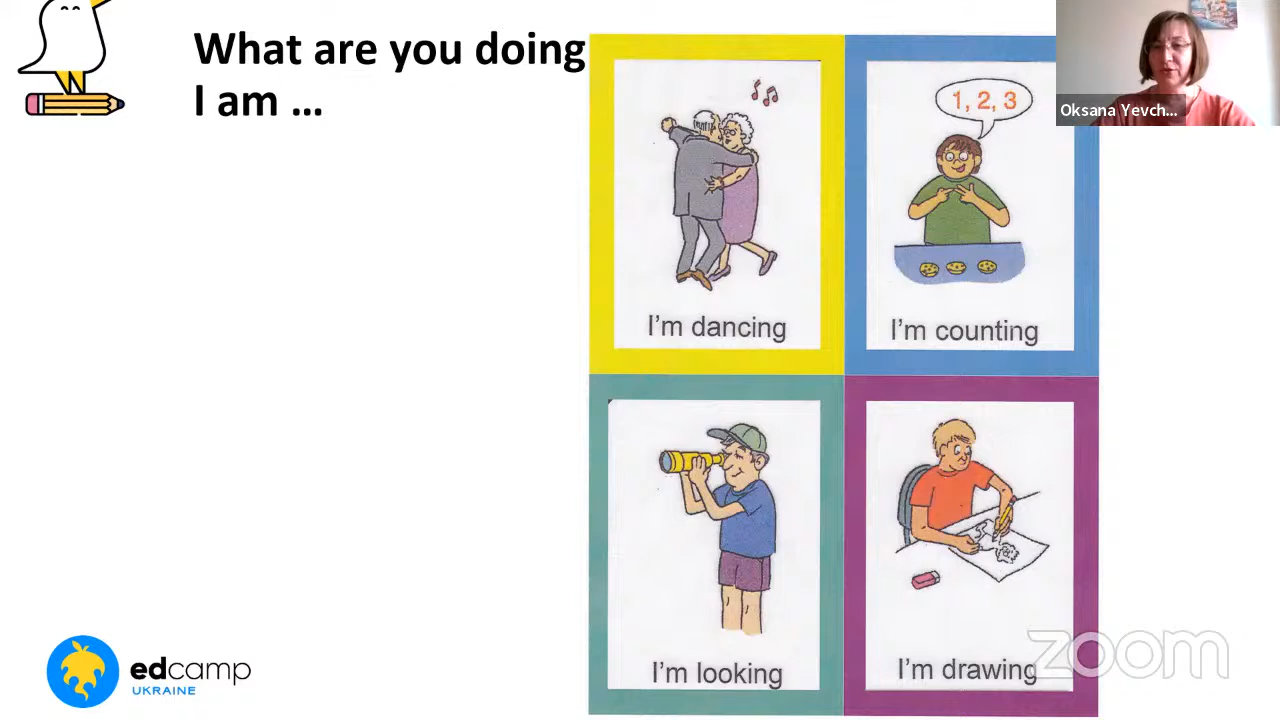 What are you doing
I am …
1, 2, 3
Oksana Yevch...
I'm dancing
I'm counting
I'm looking
I'm drawing
zoom
edcamp
UKRAINE